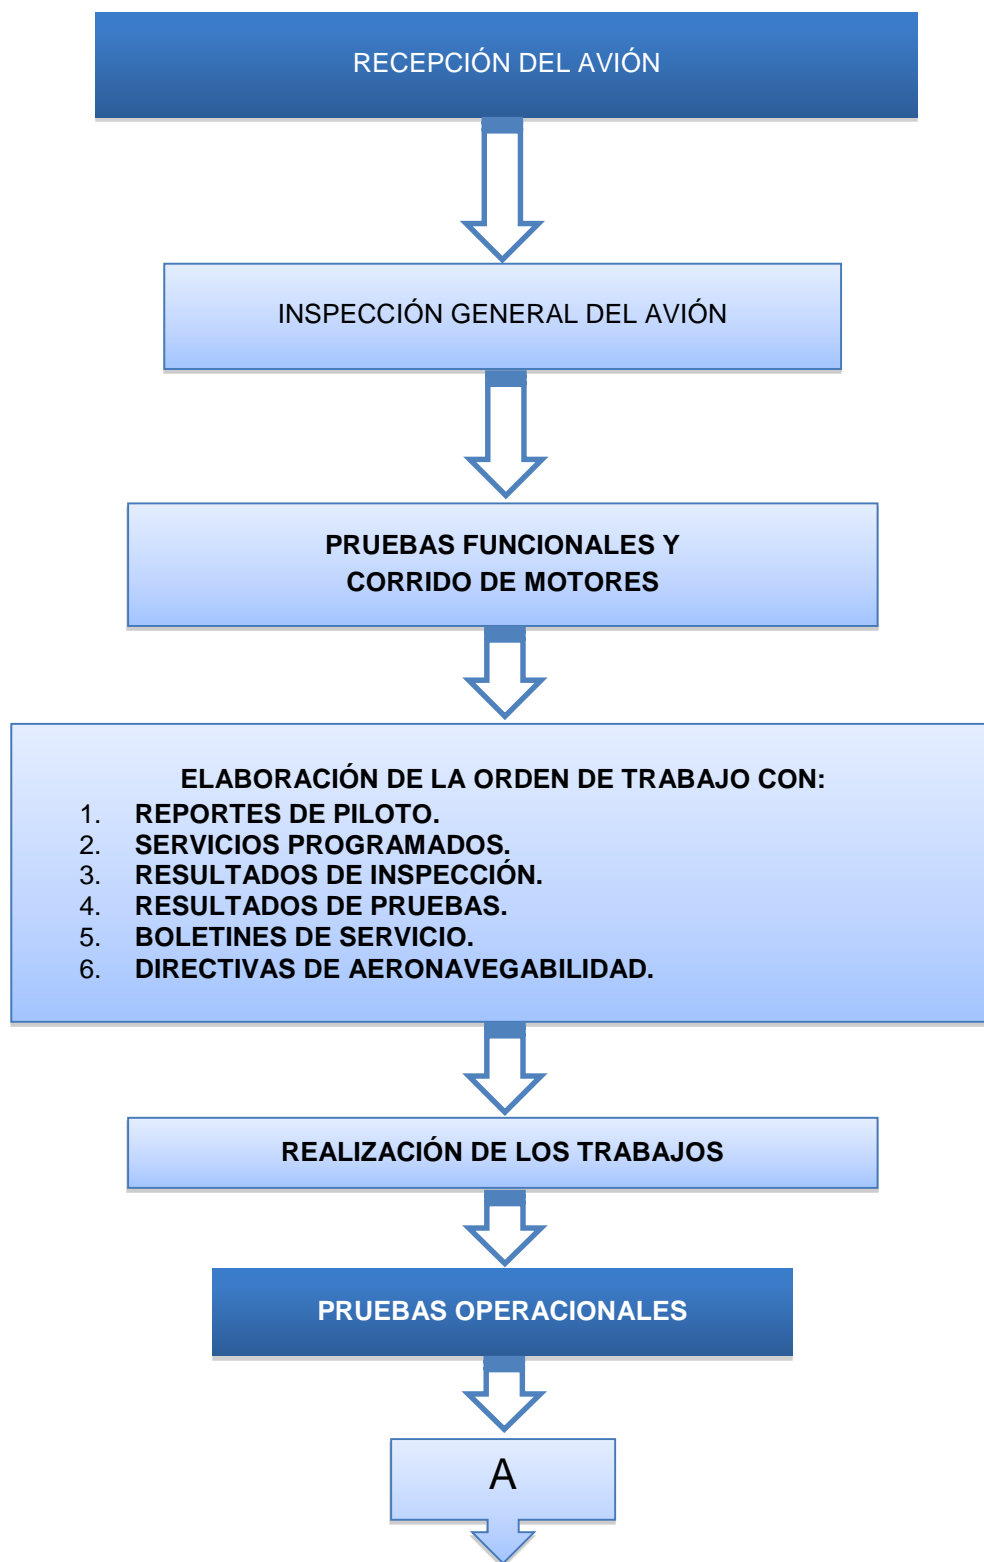 RECEPCIÓN DEL AVIÓN
INSPECCIÓN GENERAL DEL AVIÓN
PRUEBAS FUNCIONALES Y
CORRIDO DE MOTORES
ELABORACIÓN DE LA ORDEN DE TRABAJO CON:
1. REPORTES DE PILOTO.
2. SERVICIOS PROGRAMADOS.
3. RESULTADOS DE INSPECCIÓN.
4. RESULTADOS DE PRUEBAS.
5. BOLETINES DE SERVICIO.
6. DIRECTIVAS DE AERONAVEGABILIDAD.
REALIZACIÓN DE LOS TRABAJOS
PRUEBAS OPERACIONALES
A